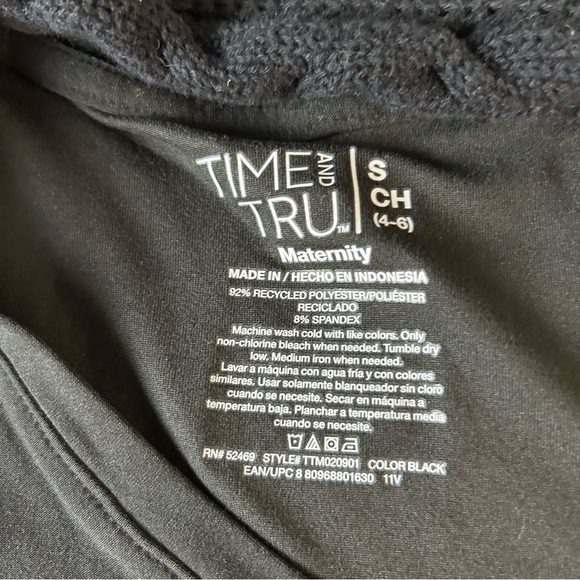 TIME AND TRU™
S
CH
(4-6)
Maternity
MADE IN / HECHO EN INDONESIA
92% RECYCLED POLYESTER/POLIÉSTER
RECICLADO
8% SPANDEX
Machine wash cold with like colors. Only
non-chlorine bleach when needed. Tumble dry
low. Medium iron when needed.
Lavar a máquina con agua fría y con colores
similares. Usar solamente blanqueador sin cloro
cuando se necesite. Secar en máquina a
temperatura baja. Planchar a temperatura media
cuando se necesite.
RN# 52469 STYLE# TTM020901 COLOR BLACK
EAN/UPC 8 80968801630 11V